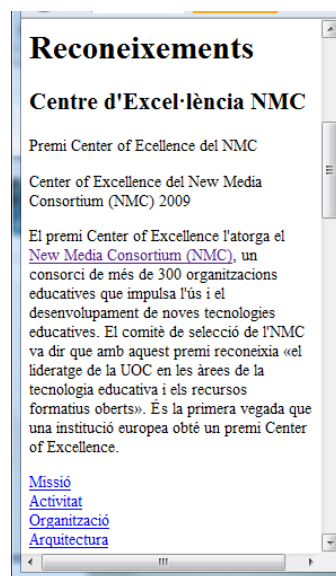 Reconeixements
Centre d'Excel·lència NMC
Premi Center of Ecellence del NMC
Center of Excellence del New Media
Consortium (NMC) 2009
El premi Center of Excellence l'atorga el
New Media Consortium (NMC), un
consorci de més de 300 organitzacions
educatives que impulsa l'ús i el
desenvolupament de noves tecnologies
educatives. El comitè de selecció de l'NMC
va dir que amb aquest premi reconeixia «el
lideratge de la UOC en les àrees de la
tecnologia educativa i els recursos
formatius oberts». És la primera vegada que
una institució europea obté un premi Center
of Excellence.
Missió
Activitat
Organització
Arquitectura